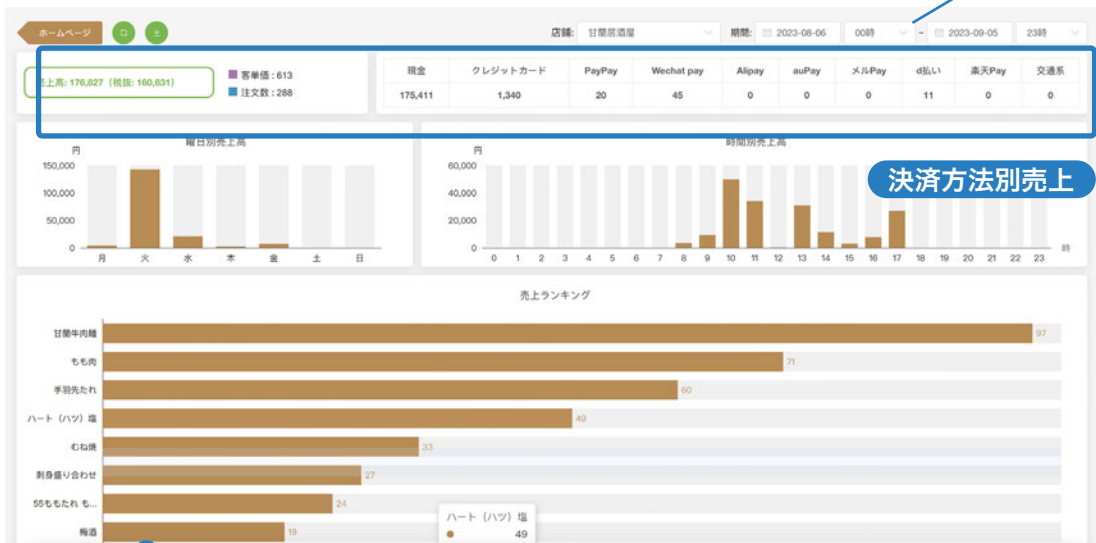 ホームページ
店舗: 甘蘭居酒屋
期間: 2023-08-06 00時 ~ 2023-09-05 23時
売上高: 176,827（税抜: 160,631）
客単価 : 613
注文数 : 288
現金 クレジットカード PayPay Wechat pay Alipay auPay メルPay d払い 楽天Pay 交通系
175,411 1,340 20 45 0 0 0 11 0 0
曜日別売上高
円
150,000
100,000
50,000
0
月 火 水 木 金 土 日
時間別売上高
円
60,000
40,000
20,000
0
0 1 2 3 4 5 6 7 8 9 10 11 12 13 14 15 16 17 18 19 20 21 22 23
時
決済方法別売上
売上ランキング
甘蘭牛肉麺 97
もも肉 71
手羽先たれ 60
ハート（ハツ）塩 49
むね焼 33
刺身盛り合わせ 27
55ももたれ も... 24
梅酒 19
ハート（ハツ）塩
49